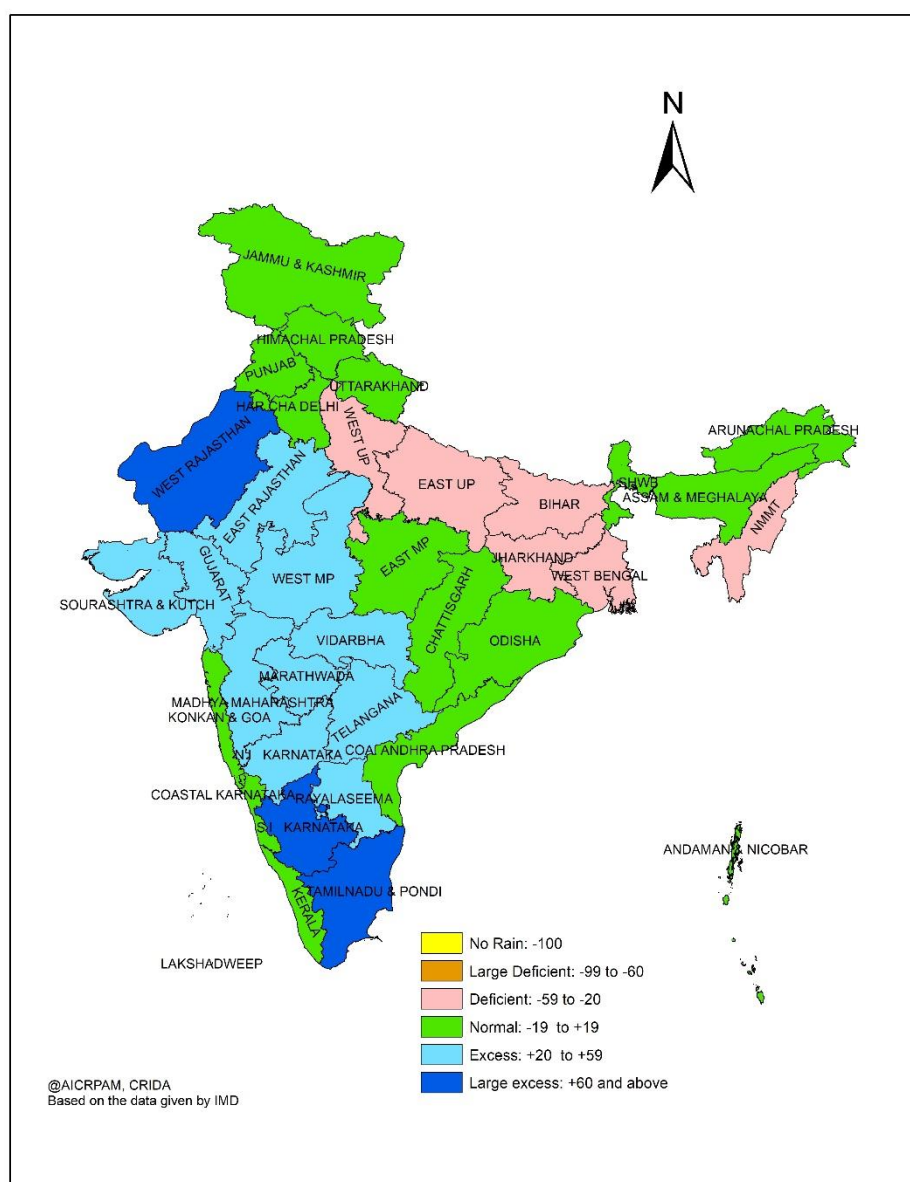 N
JAMMU & KASHMIR
HIMACHAL PRADESH
PUNJAB
UTTARAKHAND
HAR CHA DELHI
WEST RAJASTHAN
EAST RAJASTHAN
WEST UP
EAST UP
BIHAR
SHWB
ARUNACHAL PRADESH
ASSAM & MEGHALAYA
NMMT
JHARKHAND
WEST BENGAL
EAST MP
CHATTISGARH
ODISHA
GUJARAT
WEST MP
SOURASHTRA & KUTCH
VIDARBHA
MARATHWADA
MADHYA MAHARASHTRA
KONKAN & GOA
TELANGANA
N I KARNATAKA
COA. ANDHRA PRADESH
COASTAL KARNATAKA
RAYALASEEMA
S I KARNATAKA
TAMILNADU & PONDI
KERALA
LAKSHADWEEP
ANDAMAN & NICOBAR
No Rain: -100
Large Deficient: -99 to -60
Deficient: -59 to -20
Normal: -19 to +19
Excess: +20 to +59
Large excess: +60 and above
@AICRPAM, CRIDA
Based on the data given by IMD